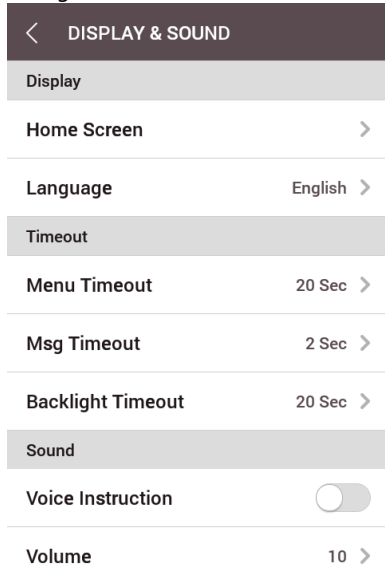 DISPLAY & SOUND
Display
Home Screen
Language English
Timeout
Menu Timeout 20 Sec
Msg Timeout 2 Sec
Backlight Timeout 20 Sec
Sound
Voice Instruction
Volume 10